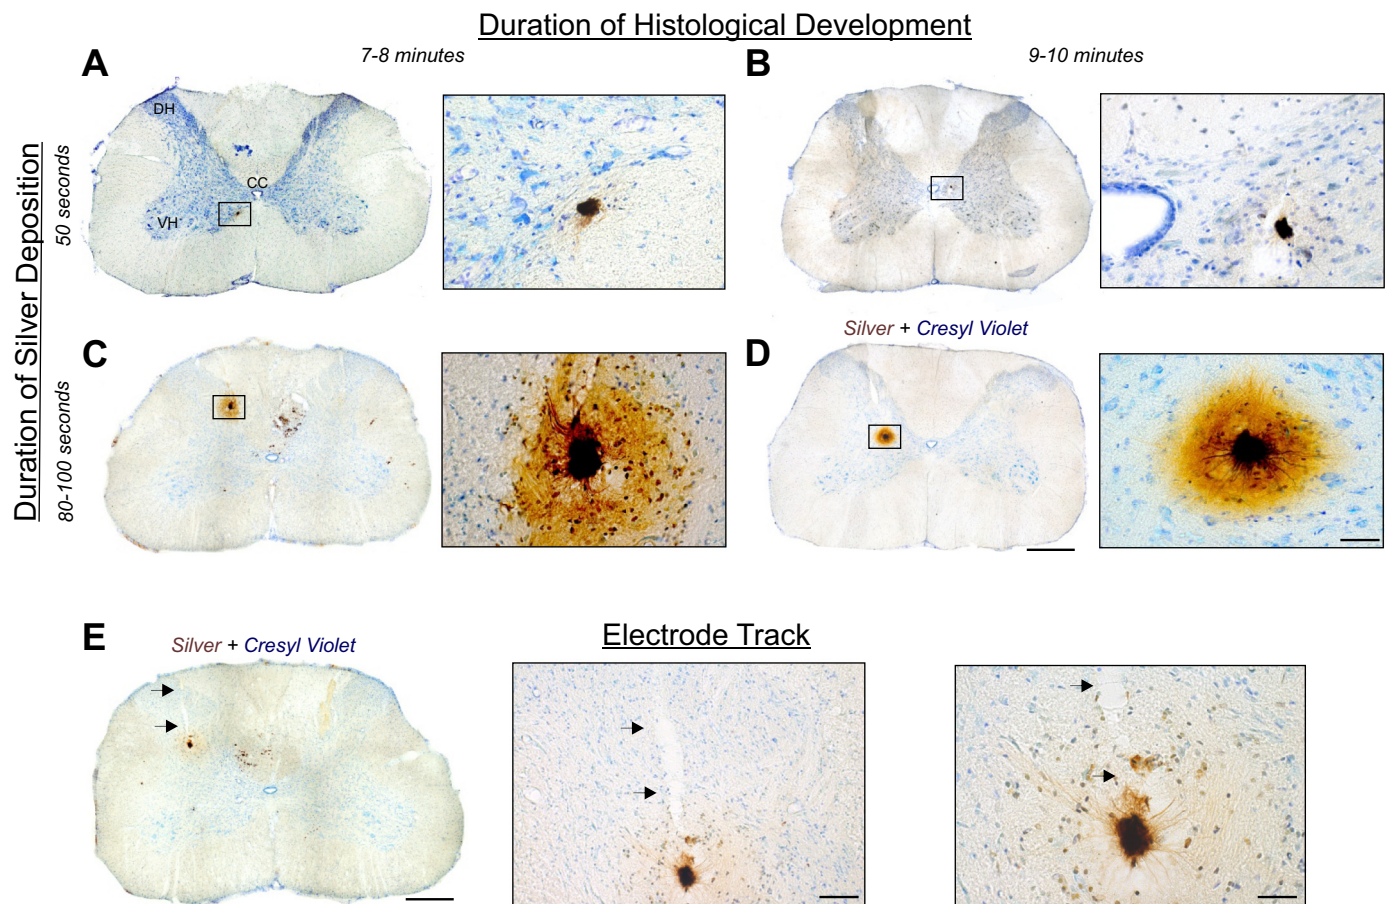 Duration of Histological Development
A
7-8 minutes
B
9-10 minutes
Duration of Silver Deposition
50 seconds
DH
CC
VH
C
80-100 seconds
Silver + Cresyl Violet
D
E
Silver + Cresyl Violet
Electrode Track